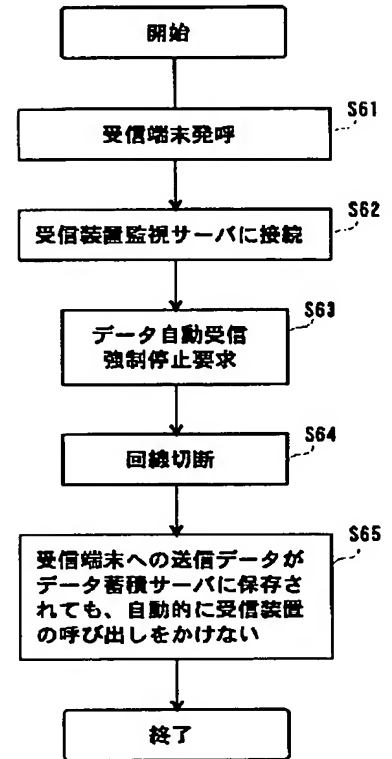 開始
S61
受信端末発呼
S62
受信装置監視サーバに接続
S63
データ自動受信
強制停止要求
S64
回線切断
S65
受信端末への送信データが
データ蓄積サーバに保存され
ても、自動的に受信装置
の呼び出しをかけない
終了